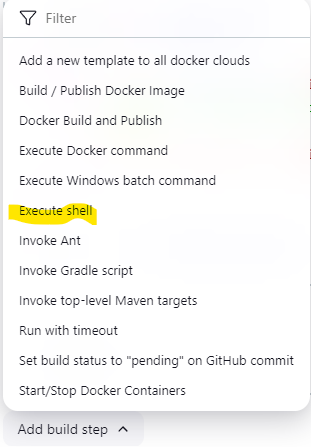 Filter
Add a new template to all docker clouds
Build / Publish Docker Image
Docker Build and Publish
Execute Docker command
Execute Windows batch command
Execute shell
Invoke Ant
Invoke Gradle script
Invoke top-level Maven targets
Run with timeout
Set build status to "pending" on GitHub commit
Start/Stop Docker Containers
Add build step